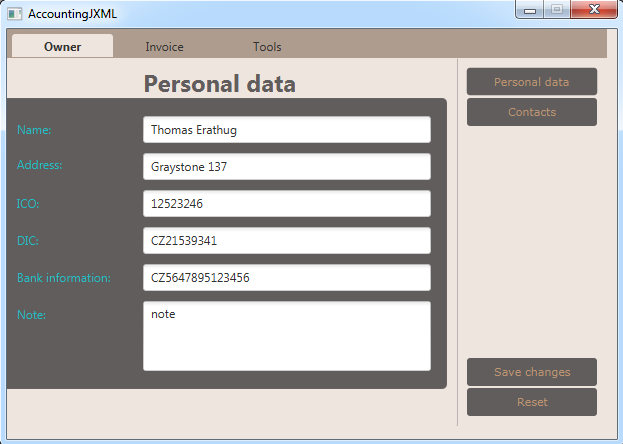 AccountingJXML
Owner Invoice Tools
Personal data
Name: Thomas Erathug
Address: Graystone 137
ICO: 12523246
DIC: CZ21539341
Bank information: CZ5647895123456
Note: note
Personal data
Contacts
Save changes
Reset